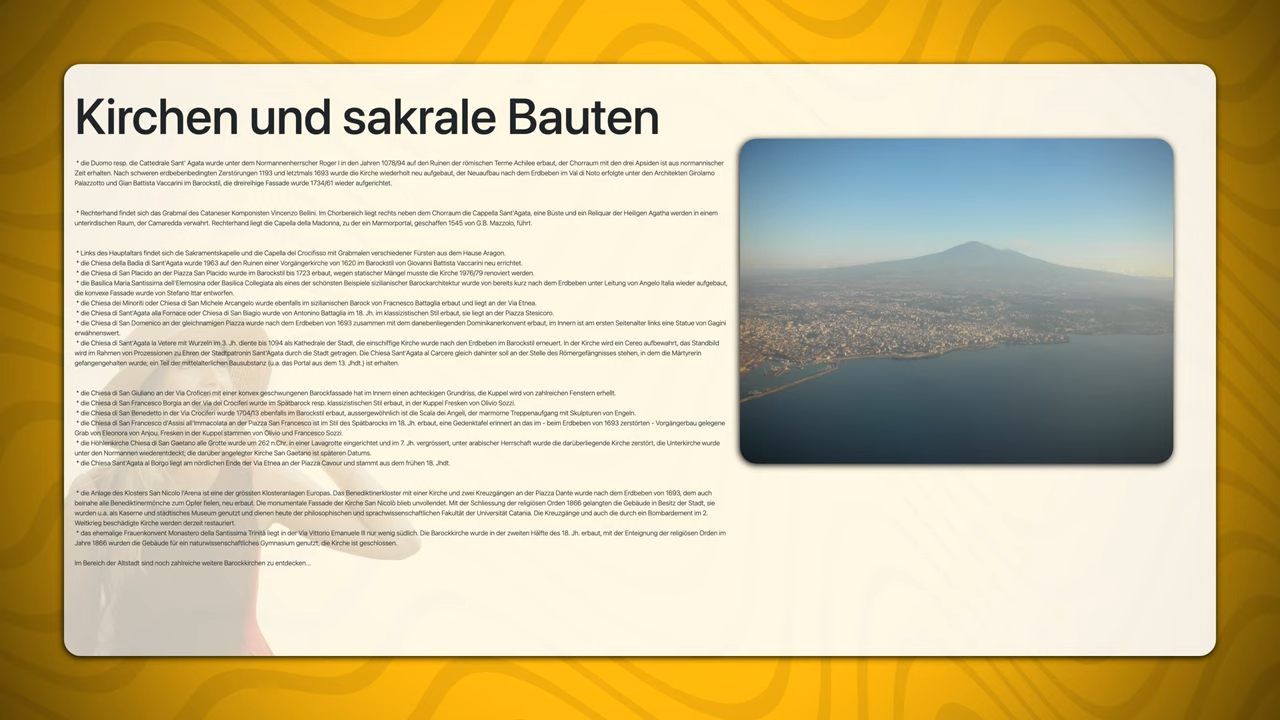 Kirchen und sakrale Bauten
* die Duomo resp. die Cattedrale Sant' Agata wurde unter dem Normannenherrscher Roger I in den Jahren 1078/94 auf den Ruinen der römischen Terme Achilee erbaut, der Chorraum mit den drei Apsiden ist aus normannischer
Zeit erhalten. Nach schweren erdbebenbedingten Zerstörungen 1193 und letztmals 1693 wurde die Kirche wiederholt neu aufgebaut, der Neuaufbau nach dem Erdbeben im Val di Noto erfolgte unter den Architekten Girolamo
Palazzotto und Gian Battista Vaccarini im Barockstil, die dreireihige Fassade wurde 1734/61 wieder aufgerichtet.
* Rechterhand findet sich das Grabmal des Cataneser Komponisten Vincenzo Bellini. Im Chorbereich liegt rechts neben dem Chorraum die Cappella Sant'Agata, eine Büste und ein Reliquar der Heiligen Agatha werden in einem
unterirdischen Raum, der Camaredda verwahrt. Rechterhand liegt die Capella della Madonna, zu der ein Marmorportal, geschaffen 1545 von G.B. Mazzolo, führt.
* Links des Hauptaltars findet sich die Sakramentskapelle und die Capella del Crocifisso mit Grabmalen verschiedener Fürsten aus dem Hause Aragon.
* die Chiesa della Badia di Sant'Agata wurde 1963 auf den Ruinen einer Vorgängerkirche von 1620 im Barockstil von Giovanni Battista Vaccarini neu errichtet.
* die Chiesa di San Placido an der Piazza San Placido wurde im Barockstil bis 1723 erbaut, wegen statischer Mängel musste die Kirche 1976/79 renoviert werden.
* die Basilica Maria Santissima dell'Elemosina oder Basilica Collegiata als eines der schönsten Beispiele sizilianischer Barockarchitektur wurde von bereits kurz nach dem Erdbeben unter Leitung von Angelo Italia wieder aufgebaut,
die konvexe Fassade wurde von Stefano Ittar entworfen.
* die Chiesa dei Minoriti oder Chiesa di San Michele Arcangelo wurde ebenfalls im sizilianischen Barock von Fracnesco Battaglia erbaut und liegt an der Via Etnea.
* die Chiesa di Sant'Agata alla Fornace oder Chiesa di San Biagio wurde von Antonino Battaglia im 18. Jh. im klassizistischen Stil erbaut, sie liegt an der Piazza Stesicoro.
* die Chiesa di San Domenico an der gleichnamigen Piazza wurde nach dem Erdbeben von 1693 zusammen mit dem danebenliegenden Dominikanerkonvent erbaut, im Innern ist am ersten Seitenalter links eine Statue von Gagini
erwähnenswert.
* die Chiesa di Sant'Agata la Vetere mit Wurzeln im 3. Jh. diente bis 1094 als Kathedrale der Stadt, die einschiffige Kirche wurde nach den Erdbeben im Barockstil erneuert. In der Kirche wird ein Cereo aufbewahrt, das Standbild
wird im Rahmen von Prozessionen zu Ehren der Stadtpatronin Sant'Agata durch die Stadt getragen. Die Chiesa Sant'Agata al Carcere gleich dahinter soll an der Stelle des Römergefängnisses stehen, in dem die Märtyrerin
gefangengehalten wurde; ein Teil der mittelalterlichen Bausubstanz (u.a. das Portal aus dem 13. Jhdt.) ist erhalten.
* die Chiesa di San Giuliano an der Via Croficeri mit einer konvex geschwungenen Barockfassade hat im Innern einen achteckigen Grundriss, die Kuppel wird von zahlreichen Fenstern erhellt.
* die Chiesa di San Francesco Borgia an der Via dei Crociferi wurde im Spätbarock resp. klassizistischen Stil erbaut, in der Kuppel Fresken von Olivio Sozzi.
* die Chiesa di San Benedetto in der Via Crociferi wurde 1704/13 ebenfalls im Barockstil erbaut, aussergewöhnlich ist die Scala dei Angeli, der marmorne Treppenaufgang mit Skulpturen von Engeln.
* die Chiesa di San Francesco d'Assisi all'Immacolata an der Piazza San Francesco ist im Stil des Spätbarocks im 18. Jh. erbaut, eine Gedenktafel erinnert an das im - beim Erdbeben von 1693 zerstörten - Vorgängerbau gelegene
Grab von Eleonora von Anjou, Fresken in der Kuppel stammen von Olivio und Francesco Sozzi.
* die Höhlenkirche Chiesa di San Gaetano alle Grotte wurde um 262 n.Chr. in einer Lavagrotte eingerichtet und im 7. Jh. vergrössert, unter arabischer Herrschaft wurde die darüberliegende Kirche zerstört, die Unterkirche wurde
unter den Normannen wiederentdeckt; die darüber angelegter Kirche San Gaetano ist späteren Datums.
* die Chiesa Sant'Agata al Borgo liegt am nördlichen Ende der Via Etnea an der Piazza Cavour und stammt aus dem frühen 18. Jhdt.
* die Anlage des Klosters San Nicolo l'Arena ist eine der grössten Klosteranlagen Europas. Das Benediktinerkloster mit einer Kirche und zwei Kreuzgängen an der Piazza Dante wurde nach dem Erdbeben von 1693, dem auch
beinahe alle Benediktinermönche zum Opfer fielen, neu erbaut. Die monumentale Fassade der Kirche San Nicolò blieb unvollendet. Mit der Schliessung der religiösen Orden 1866 gelangten die Gebäude in Besitz der Stadt, sie
wurden u.a. als Kaserne und städtisches Museum genutzt und dienen heute der philosophischen und sprachwissenschaftlichen Fakultät der Universität Catania. Die Kreuzgänge und auch die durch ein Bombardement im 2.
Weltkrieg beschädigte Kirche werden derzeit restauriert.
* das ehemalige Frauenkonvent Monastero della Santissima Trinità liegt in der Via Vittorio Emanuele III nur wenig südlich. Die Barockkirche wurde in der zweiten Hälfte des 18. Jh. erbaut, mit der Enteignung der religiösen Orden im
Jahre 1866 wurden die Gebäude für ein naturwissenschaftliches Gymnasium genutzt, die Kirche ist geschlossen.
Im Bereich der Altstadt sind noch zahlreiche weitere Barockkirchen zu entdecken...